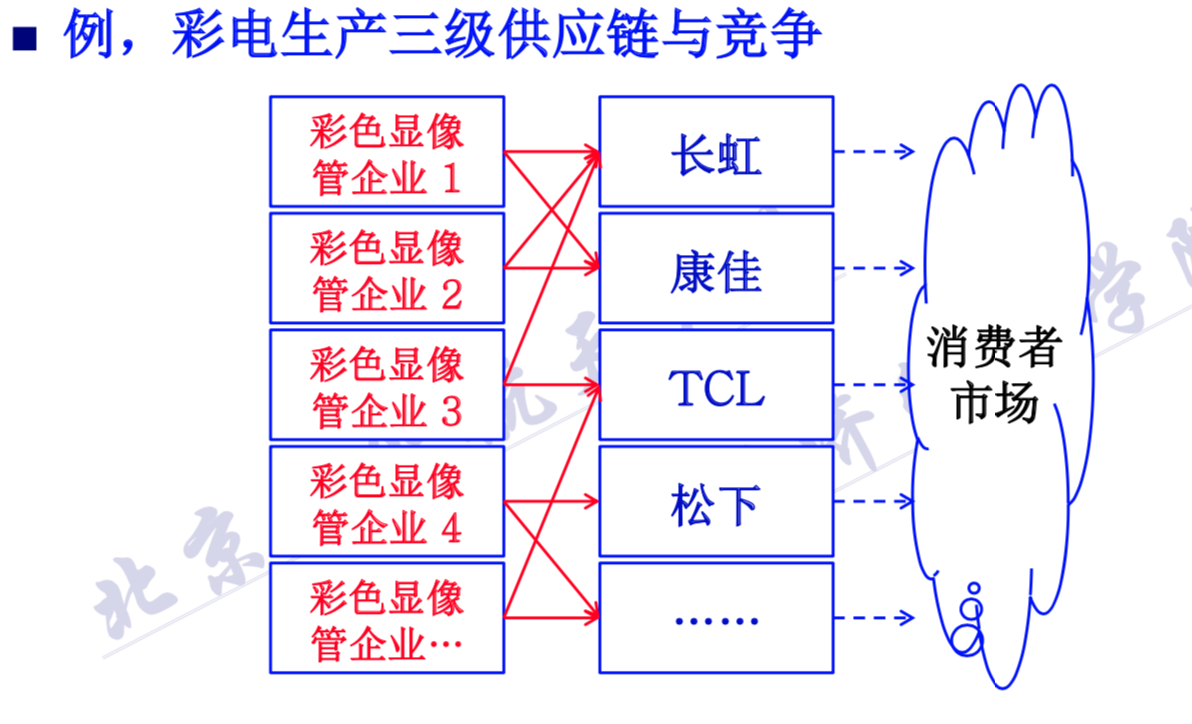 例，彩电生产三级供应链与竞争
彩色显像
管企业 1
长虹
彩色显像
管企业 2
康佳
彩色显像
管企业 3
TCL
消费者
市场
彩色显像
管企业 4
松下
彩色显像
管企业…
……
北京
学